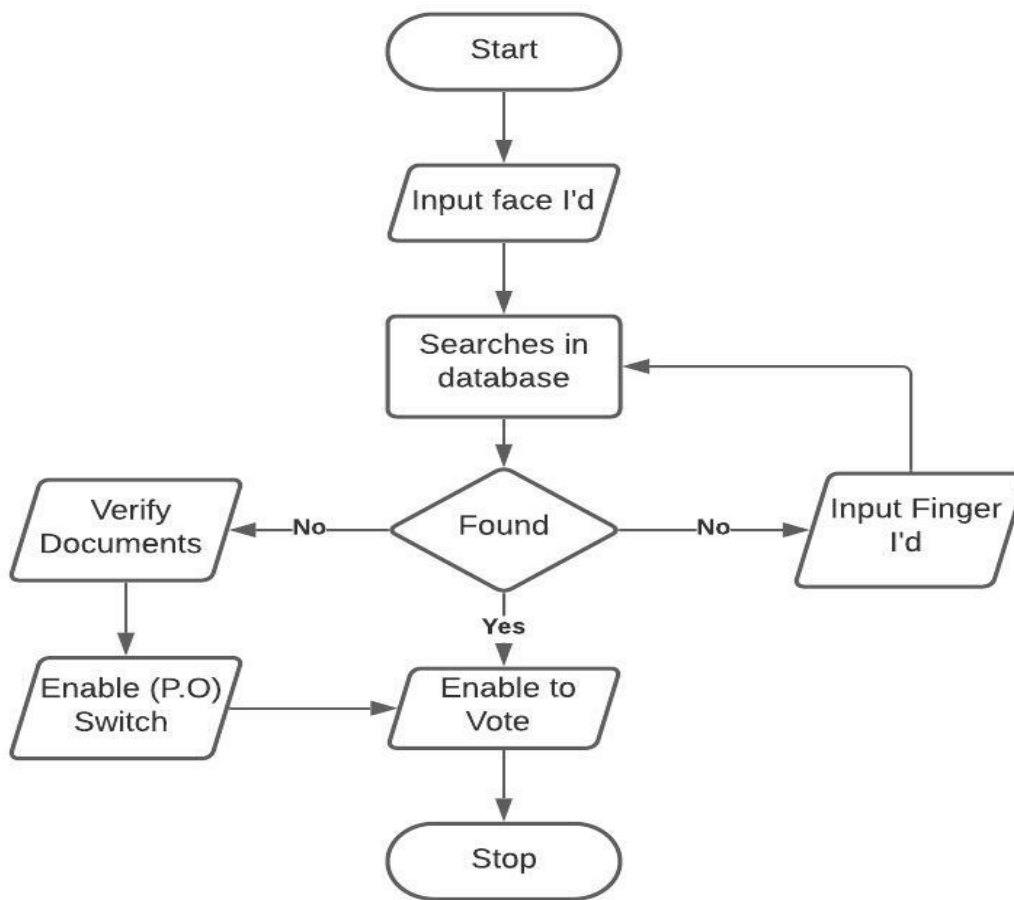 Start
Input face I'd
Searches in
database
Found
No
No
Yes
Verify
Documents
Input Finger
I'd
Enable (P.O)
Switch
Enable to
Vote
Stop